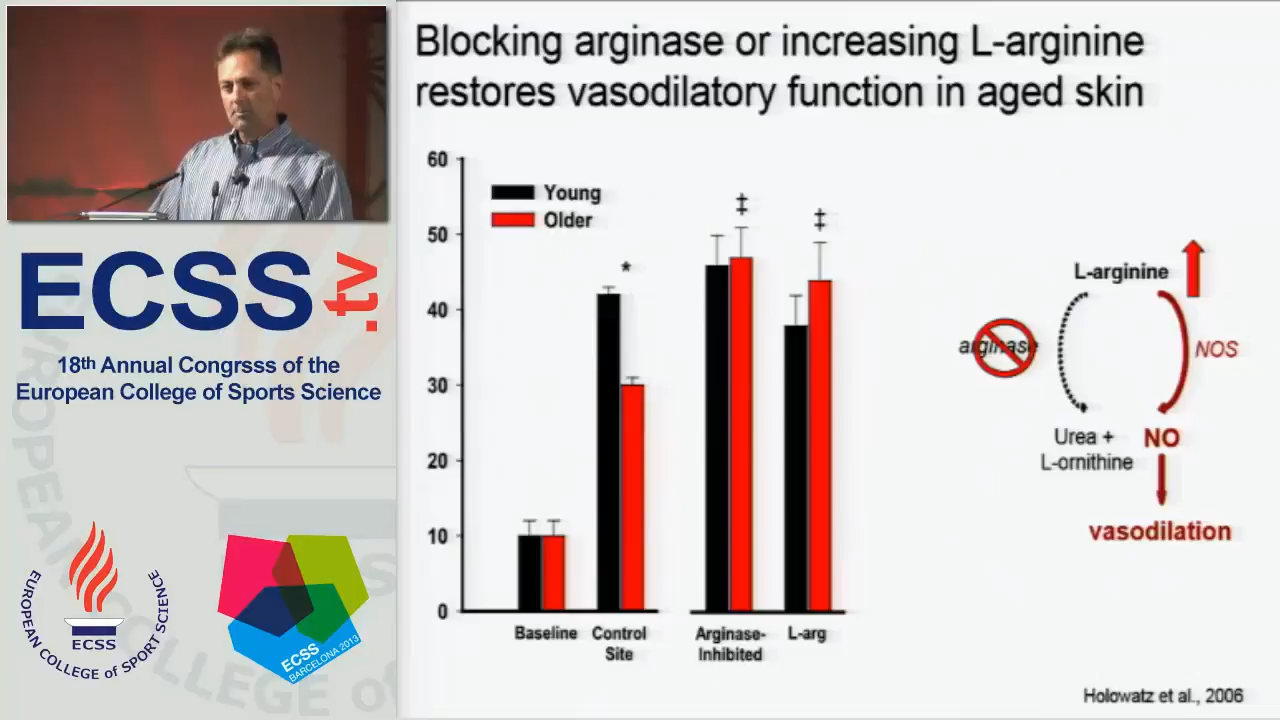 Blocking arginase or increasing L-arginine
restores vasodilatory function in aged skin
60
50
40
30
20
10
0
Young
Older
*
‡
‡
Baseline
Control
Site
Arginase-
Inhibited
L-arg
L-arginine
arginase
NOS
Urea +
L-ornithine
NO
vasodilation
Holowatz et al., 2006
ECSS
.tv
18th Annual Congrsss of the
European College of Sports Science
EUROPEAN COLLEGE of SPORT SCIENCE
ECSS
ECSS
BARCELONA 2013